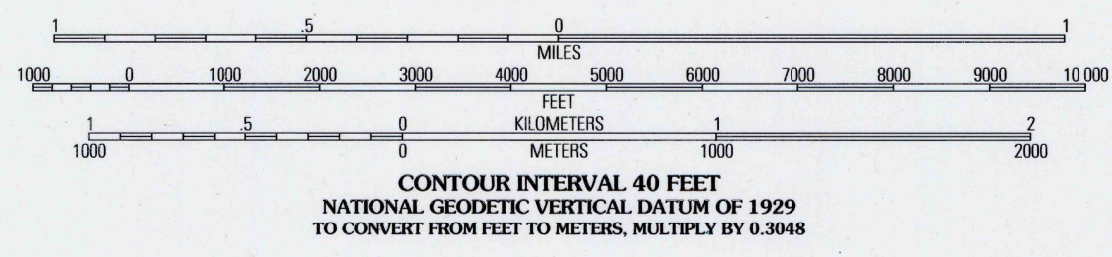 1 .5 0 1
MILES
1000 0 1000 2000 3000 4000 5000 6000 7000 8000 9000 10 000
FEET
1 .5 0 KILOMETERS 1 2
1000 0 METERS 1000 2000
CONTOUR INTERVAL 40 FEET
NATIONAL GEODETIC VERTICAL DATUM OF 1929
TO CONVERT FROM FEET TO METERS, MULTIPLY BY 0.3048